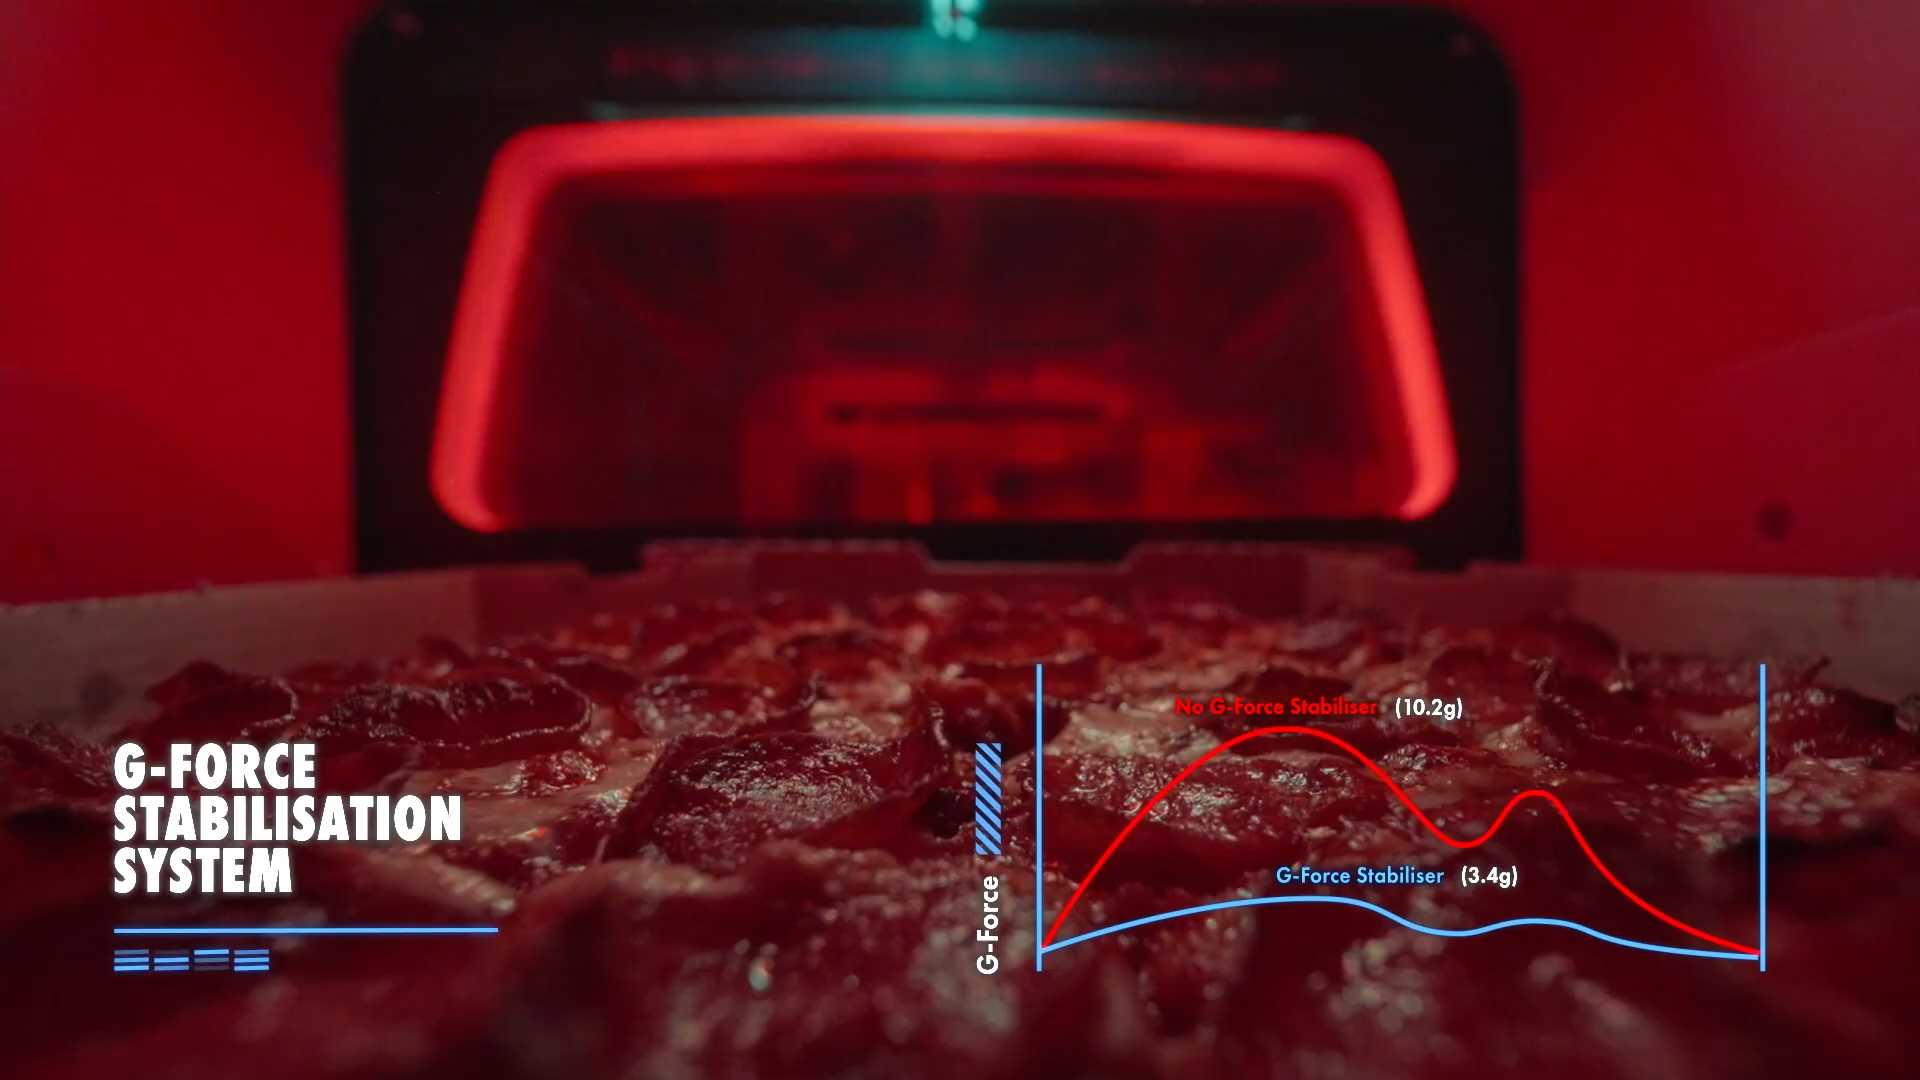 G-FORCE
STABILISATION
SYSTEM
G-Force
No G-Force Stabiliser (10.2g)
G-Force Stabiliser (3.4g)